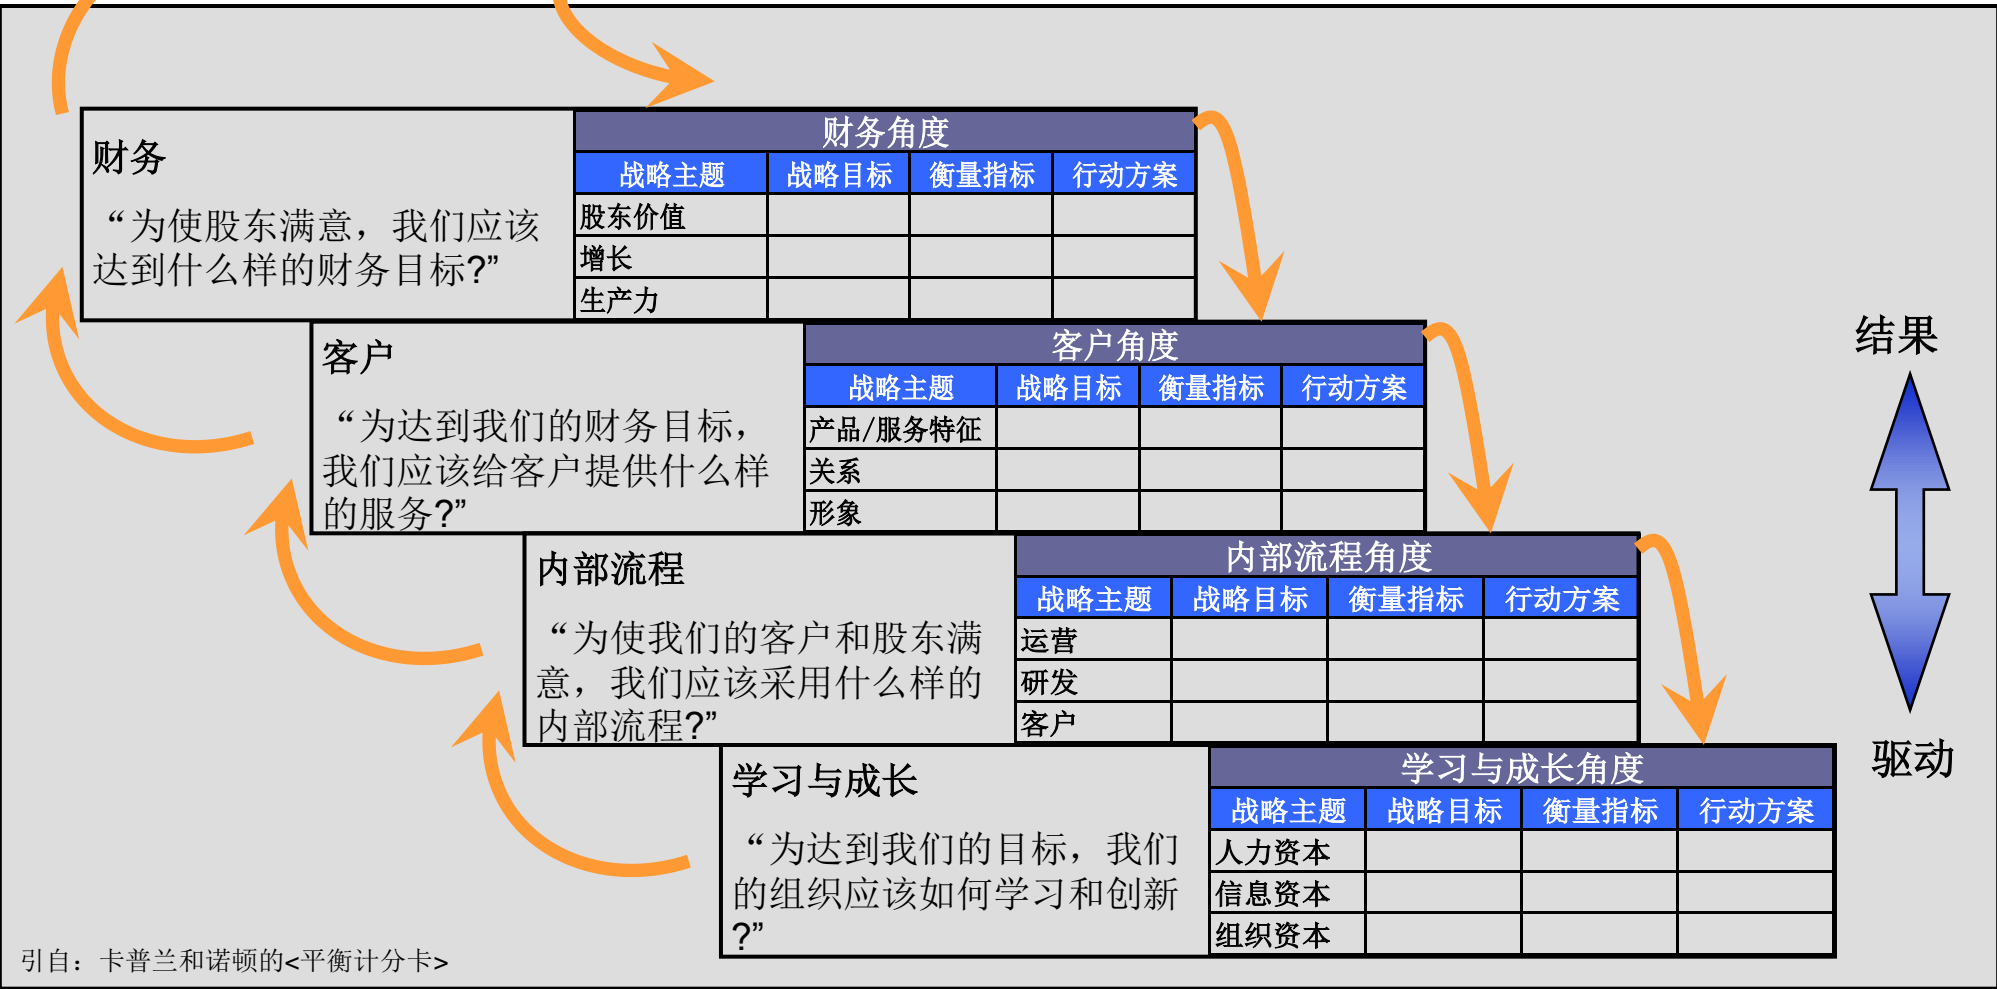 财务
“为使股东满意，我们应该
达到什么样的财务目标?”
财务角度
战略主题 战略目标 衡量指标 行动方案
股东价值
增长
生产力
客户
“为达到我们的财务目标，
我们应该给客户提供什么样
的服务?”
客户角度
战略主题 战略目标 衡量指标 行动方案
产品/服务特征
关系
形象
内部流程
“为使我们的客户和股东满
意，我们应该采用什么样的
内部流程?”
内部流程角度
战略主题 战略目标 衡量指标 行动方案
运营
研发
客户
学习与成长
“为达到我们的目标，我们
的组织应该如何学习和创新
?”
学习与成长角度
战略主题 战略目标 衡量指标 行动方案
人力资本
信息资本
组织资本
结果
驱动
引自：卡普兰和诺顿的<平衡计分卡>